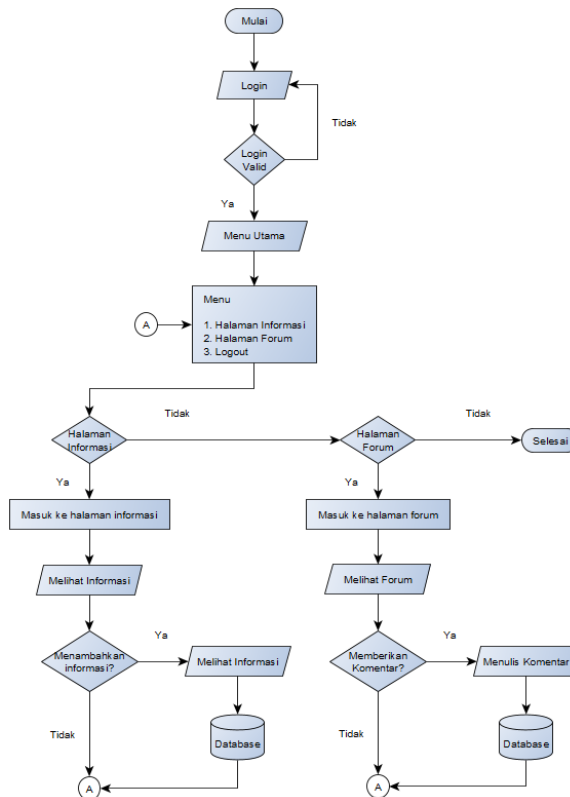 Mulai
Login
Tidak
Login
Valid
Ya
Menu Utama
Menu
1. Halaman Informasi
2. Halaman Forum
3. Logout
A
Tidak
Tidak
Halaman
Informasi
Halaman
Forum
Selesai
Ya
Ya
Masuk ke halaman informasi
Masuk ke halaman forum
Melihat Informasi
Melihat Forum
Menambahkan
informasi?
Ya
Melihat Informasi
Memberikan
Komentar?
Ya
Menulis Komentar
Tidak
Database
Tidak
Database
A
A